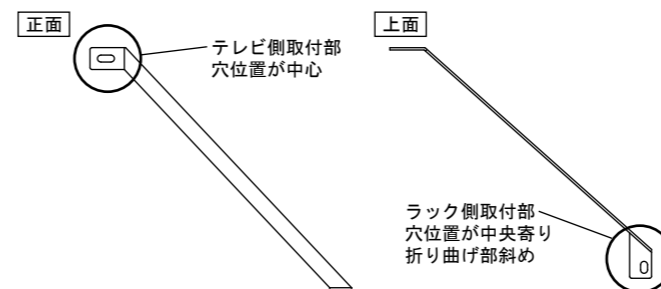 正面
テレビ側取付部
穴位置が中心
上面
ラック側取付部
穴位置が中央寄り
折り曲げ部斜め